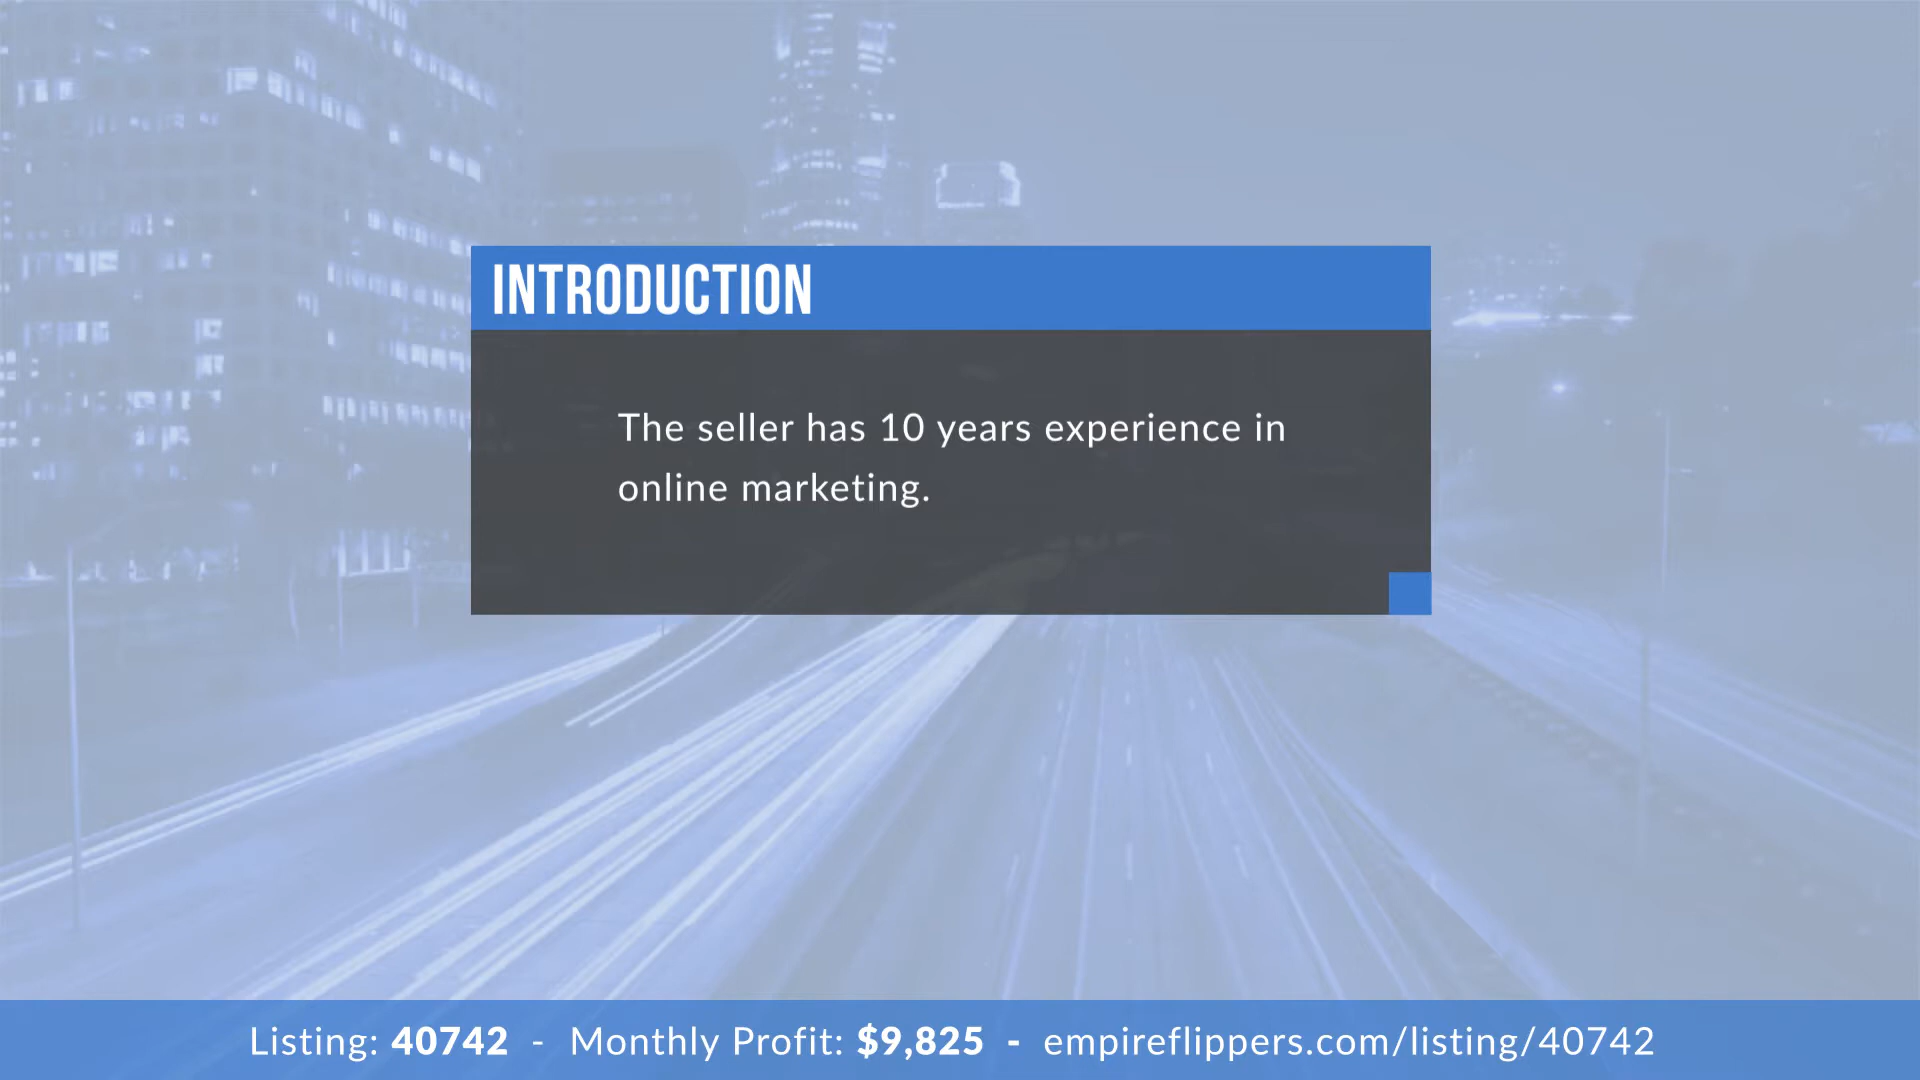 INTRODUCTION
The seller has 10 years experience in
online marketing.
Listing: 40742 - Monthly Profit: $9,825 - empireflippers.com/listing/40742